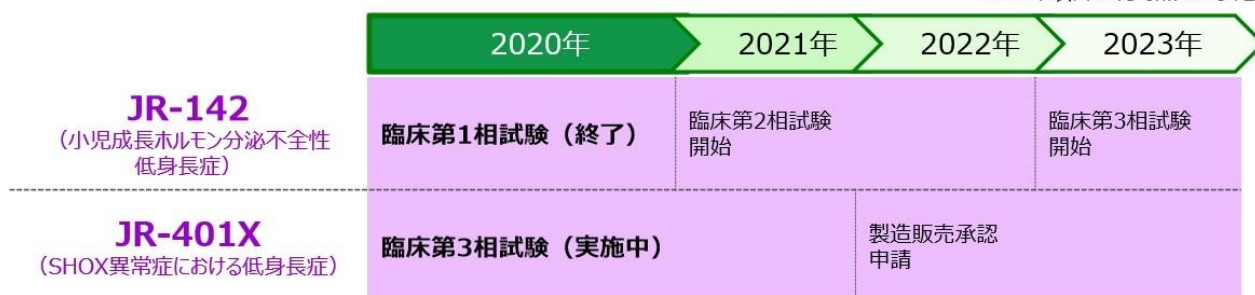 2020年
2021年
2022年
2023年
JR-142
(小児成長ホルモン分泌不全性
低身長症)
臨床第1相試験（終了）
臨床第2相試験
開始
臨床第3相試験
開始
JR-401X
(SHOX異常症における低身長症)
臨床第3相試験（実施中）
製造販売承認
申請